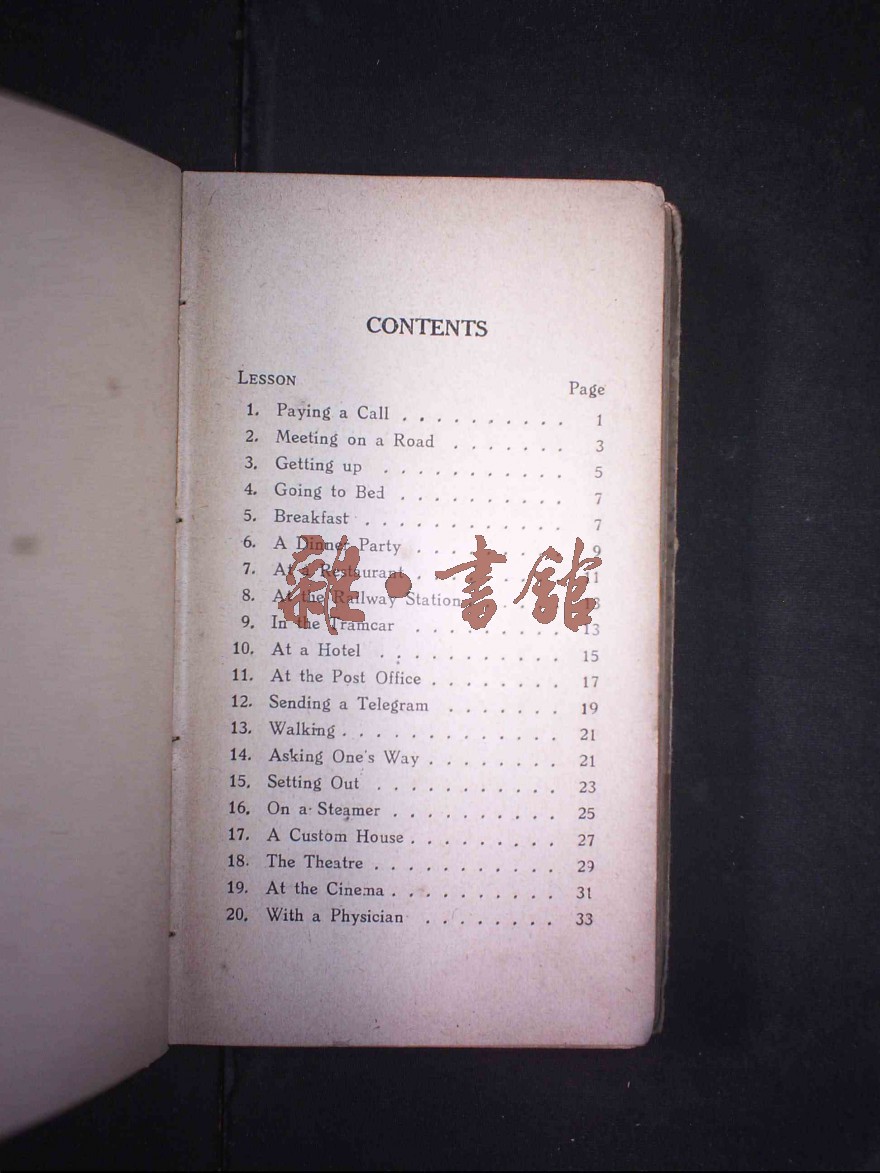 CONTENTS
LESSON Page
1. Paying a Call . . . . . . . . . . 1
2. Meeting on a Road . . . . . . . 3
3. Getting up . . . . . . . . . . . 5
4. Going to Bed . . . . . . . . . . 7
5. Breakfast . . . . . . . . . . . . 7
6. A Dinner Party . . . . . . . . . 9
7. At a Restaurant . . . . . . . . . 11
8. At the Railway Station . . . . . 13
9. In the Tramcar . . . . . . . . . 13
10. At a Hotel . . . . . . . . . . . 15
11. At the Post Office . . . . . . . . 17
12. Sending a Telegram . . . . . . . 19
13. Walking . . . . . . . . . . . . . 21
14. Asking One's Way . . . . . . . . 21
15. Setting Out . . . . . . . . . . . 23
16. On a Steamer . . . . . . . . . . 25
17. A Custom House . . . . . . . . . 27
18. The Theatre . . . . . . . . . . . 29
19. At the Cinema . . . . . . . . . . 31
20. With a Physician . . . . . . . . 33
雜·書館